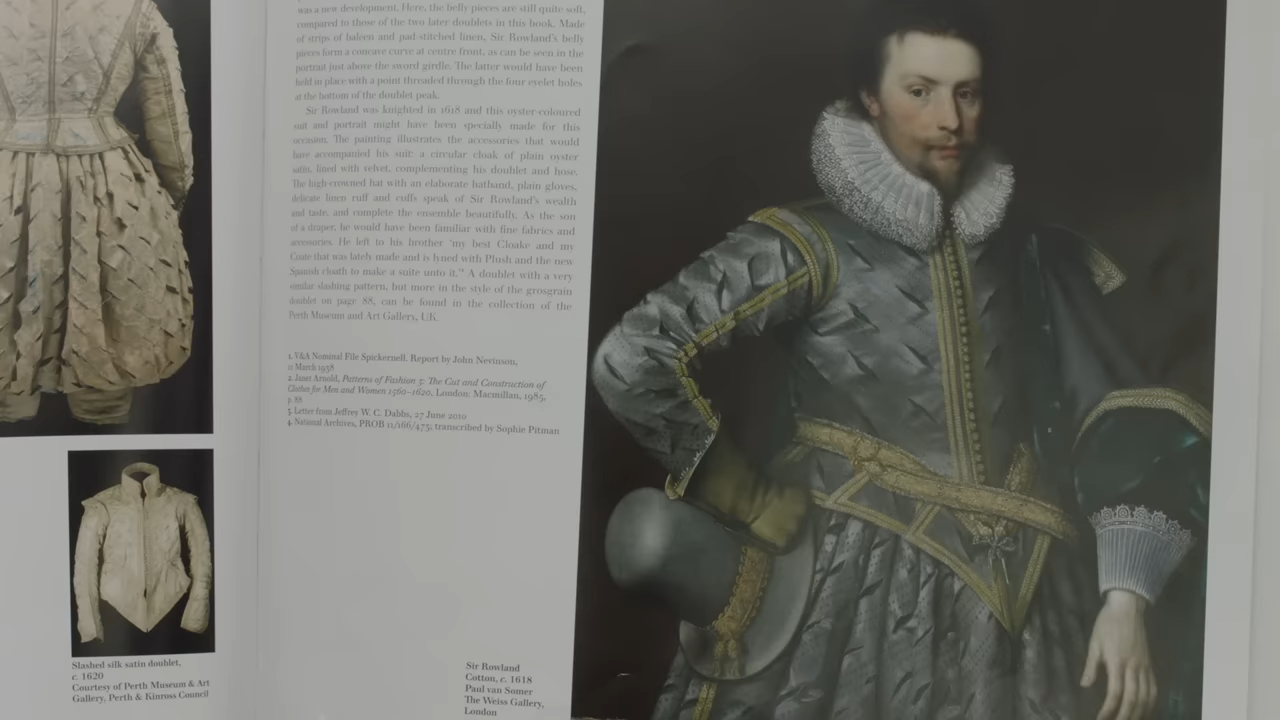 was a new development. Here, the belly pieces are still quite soft,
compared to those of the two later doublets in this book. Made
of strips of baleen and pad-stitched linen, Sir Rowland's belly
pieces form a concave curve at centre front, as can be seen in the
portrait just above the sword girdle. The latter would have been
held in place with a point threaded through the four eyelet holes
at the bottom of the doublet peak.
Sir Rowland was knighted in 1618 and this oyster-coloured
suit and portrait might have been specially made for this
occasion. The painting illustrates the accessories that would
have accompanied his suit: a circular cloak of plain oyster
satin, lined with velvet, complementing his doublet and hose.
The high-crowned hat with an elaborate hatband, plain gloves,
delicate linen ruff and cuffs speak of Sir Rowland's wealth
and taste, and complete the ensemble beautifully. As the son
of a draper, he would have been familiar with fine fabrics and
accessories. He left to his brother 'my best Cloake and my
Coate that was lately made and is lyned with Plush and the new
Spanish cloath to make a suite unto it.'⁴ A doublet with a very
similar slashing pattern, but more in the style of the grosgrain
doublet on page 88, can be found in the collection of the
Perth Museum and Art Gallery, UK.
1. V&A Nominal File Spickernell. Report by John Nevinson,
11 March 1958
2. Janet Arnold, Patterns of Fashion 3: The Cut and Construction of
Clothes for Men and Women 1560–1620, London: Macmillan, 1985,
p. 88
3. Letter from Jeffrey W. C. Dabbs, 27 June 2010
4. National Archives, PROB 11/166/475; transcribed by Sophie Pitman
Slashed silk satin doublet,
c. 1620
Courtesy of Perth Museum & Art
Gallery, Perth & Kinross Council
Sir Rowland
Cotton, c. 1618
Paul van Somer
The Weiss Gallery,
London